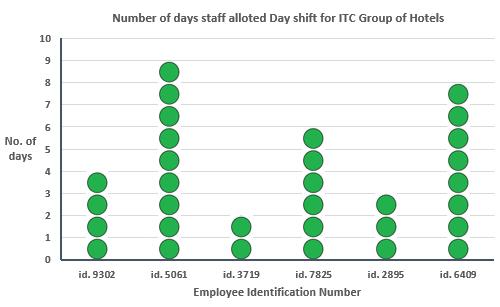 Number of days staff alloted Day shift for ITC Group of Hotels
10
9
8
7
6
5
4
3
2
1
0
No. of
days
id. 9302 id. 5061 id. 3719 id. 7825 id. 2895 id. 6409
Employee Identification Number